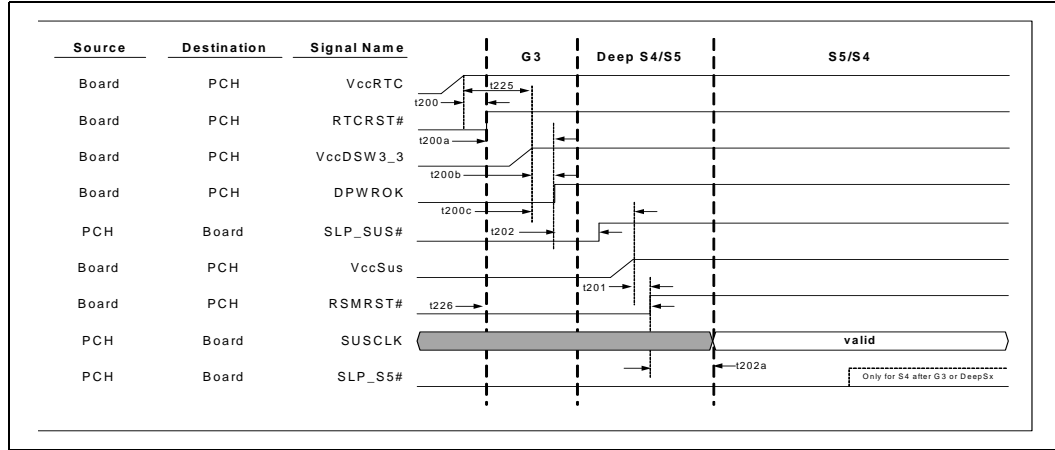 Source Destination Signal Name G3 Deep S4/S5 S5/S4
Board PCH VccRTC t225
t200
Board PCH RTCRST#
t200a
Board PCH VccDSW3_3
t200b
Board PCH DPWROK
t200c
PCH Board SLP_SUS# t202
Board PCH VccSus
t201
Board PCH RSMRST# t226
PCH Board SUSCLK valid
t202a
PCH Board SLP_S5# Only for S4 after G3 or DeepSx